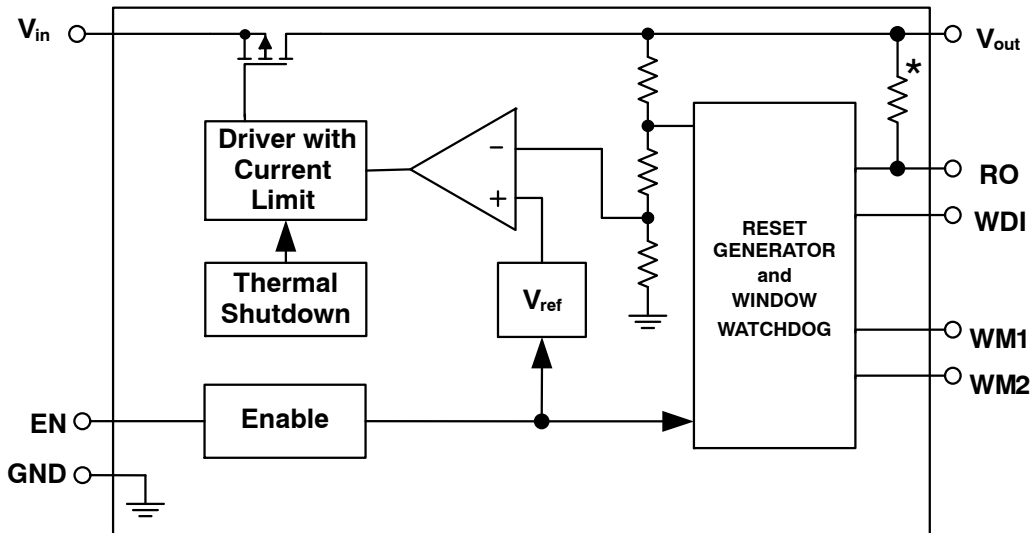 Vin
Vout
*
Driver with
Current
Limit
−
+
RO
WDI
RESET
GENERATOR
and
WINDOW
WATCHDOG
Thermal
Shutdown
Vref
WM1
WM2
EN
Enable
GND